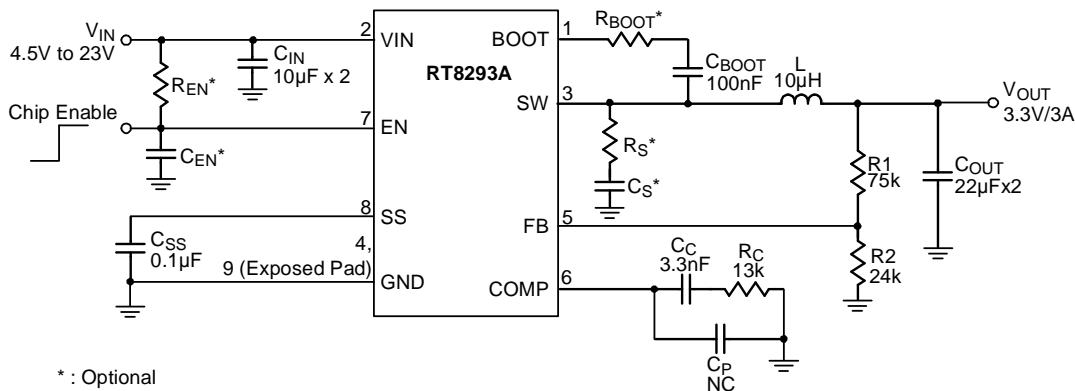 VIN
4.5V to 23V
REN*
CIN
10µF x 2
Chip Enable
CEN*
CSS
0.1µF
2
VIN
7
EN
8
SS
4,
9 (Exposed Pad)
GND
RT8293A
BOOT
1
SW
3
FB
5
COMP
6
RBOOT*
CBOOT
100nF
L
10µH
RS*
CS*
VOUT
3.3V/3A
R1
75k
COUT
22µFx2
R2
24k
CC
3.3nF
RC
13k
CP
NC
* : Optional